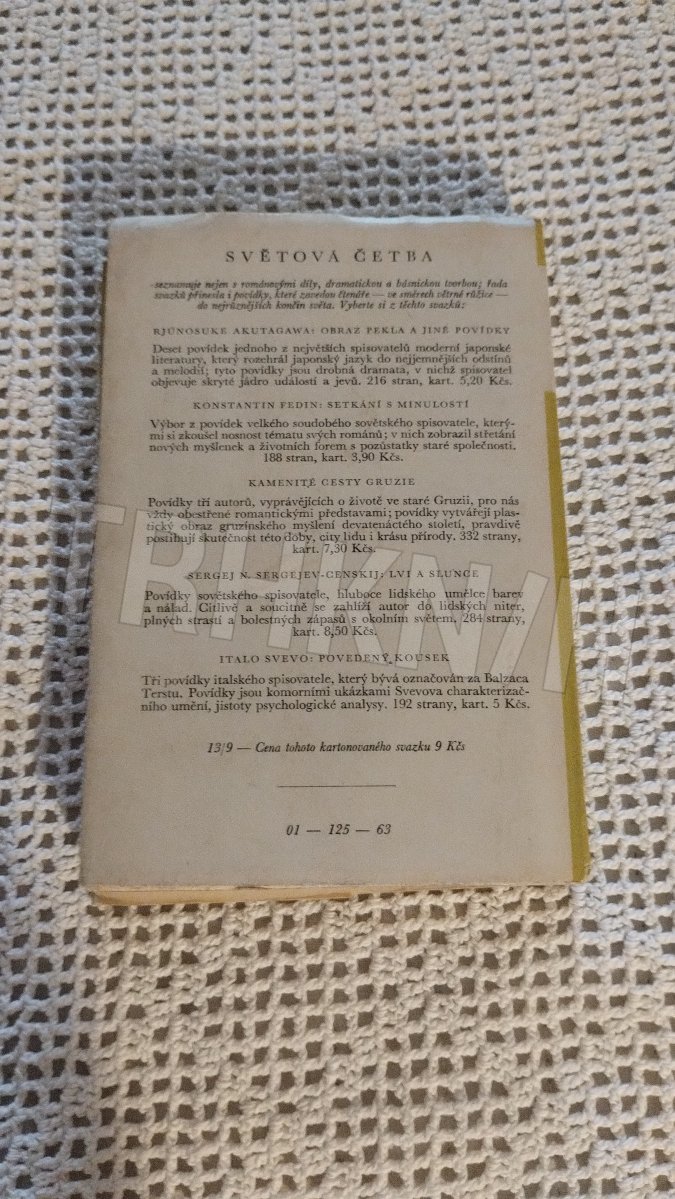 SVĚTOVÁ ČETBA
seznamuje nejen s románovými díly, dramatickou a básnickou tvorbou; řada
svazků přinesla i povídky, které zavedou čtenáře — ve směrech větrné růžice —
do nejrůznějších končin světa. Vyberte si z těchto svazků:
RJÚNOSUKE AKUTAGAWA: OBRAZ PEKLA A JINÉ POVÍDKY
Deset povídek jednoho z největších spisovatelů moderní japonské
literatury, který rozehrál japonský jazyk do nejjemnějších odstínů
a melodií; tyto povídky jsou drobná dramata, v nichž spisovatel
objevuje skryté jádro událostí a jevů. 216 stran, kart. 5,20 Kčs.
KONSTANTIN FEDIN: SETKÁNÍ S MINULOSTÍ
Výbor z povídek velkého soudobého sovětského spisovatele, který-
mi si zkoušel nosnost tématu svých románů; v nich zobrazil střetání
nových myšlenek a životních forem s pozůstatky staré společnosti.
188 stran, kart. 3,90 Kčs.
KAMENITÉ CESTY GRUZIE
Povídky tří autorů, vyprávějících o životě ve staré Gruzii, pro nás
vždy obestřené romantickými představami; povídky vytvářejí plas-
tický obraz gruzínského myšlení devatenáctého století, pravdivě
postihují skutečnost této doby, city lidu i krásu přírody. 332 strany,
kart. 7,30 Kčs.
SERGEJ N. SERGEJEV-CENSKIJ: LVI A SLUNCE
Povídky sovětského spisovatele, hluboce lidského umělce barev
a nálad. Citlivě a soucitně se zahlíží autor do lidských niter,
plných strastí a bolestných zápasů s okolním světem. 284 strany,
kart. 8,50 Kčs.
ITALO SVEVO: POVEDENÝ KOUSEK
Tři povídky italského spisovatele, který bývá označován za Balzaca
Terstu. Povídky jsou komorními ukázkami Svevova charakterizač-
ního umění, jistoty psychologické analysy. 192 strany, kart. 5 Kčs.
13/9 — Cena tohoto kartonovaného svazku 9 Kčs
01 — 125 — 63